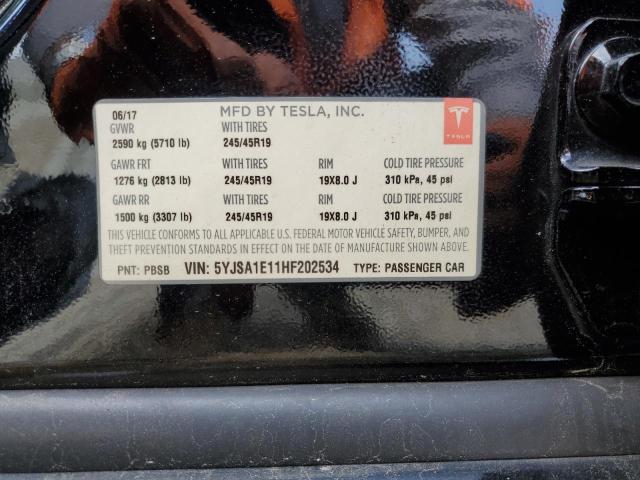 06/17 MFD BY TESLA, INC.
GVWR WITH TIRES
2590 kg (5710 lb) 245/45R19
TESLA
GAWR FRT WITH TIRES RIM COLD TIRE PRESSURE
1276 kg (2813 lb) 245/45R19 19X8.0 J 310 kPa, 45 psi
GAWR RR WITH TIRES RIM COLD TIRE PRESSURE
1500 kg (3307 lb) 245/45R19 19X8.0 J 310 kPa, 45 psi
THIS VEHICLE CONFORMS TO ALL APPLICABLE U.S. FEDERAL MOTOR VEHICLE SAFETY, BUMPER, AND
THEFT PREVENTION STANDARDS IN EFFECT ON THE DATE OF MANUFACTURE SHOWN ABOVE.
PNT: PBSB VIN: 5YJSA1E11HF202534 TYPE: PASSENGER CAR